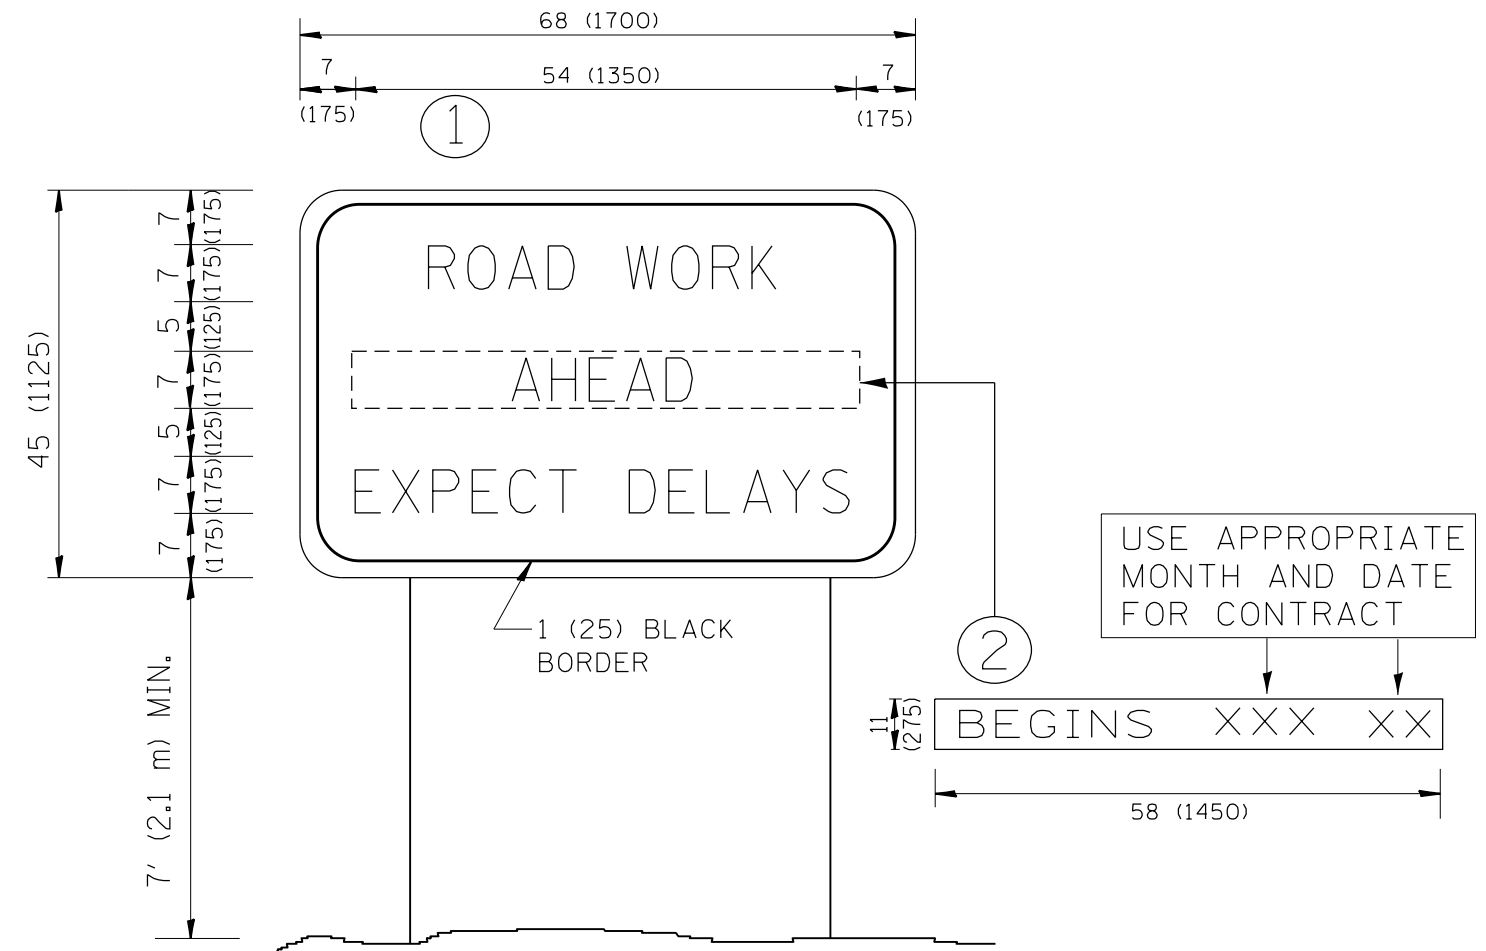 68 (1700)
7
54 (1350)
7
(175)
(175)
1
45 (1125)
7
(175)
7
(175)
5
(125)
7
(175)
5
(125)
7
(175)
7
(175)
ROAD WORK
AHEAD
EXPECT DELAYS
1 (25) BLACK
BORDER
7' (2.1 m) MIN.
2
USE APPROPRIATE
MONTH AND DATE
FOR CONTRACT
11
(275)
BEGINS XXX XX
58 (1450)